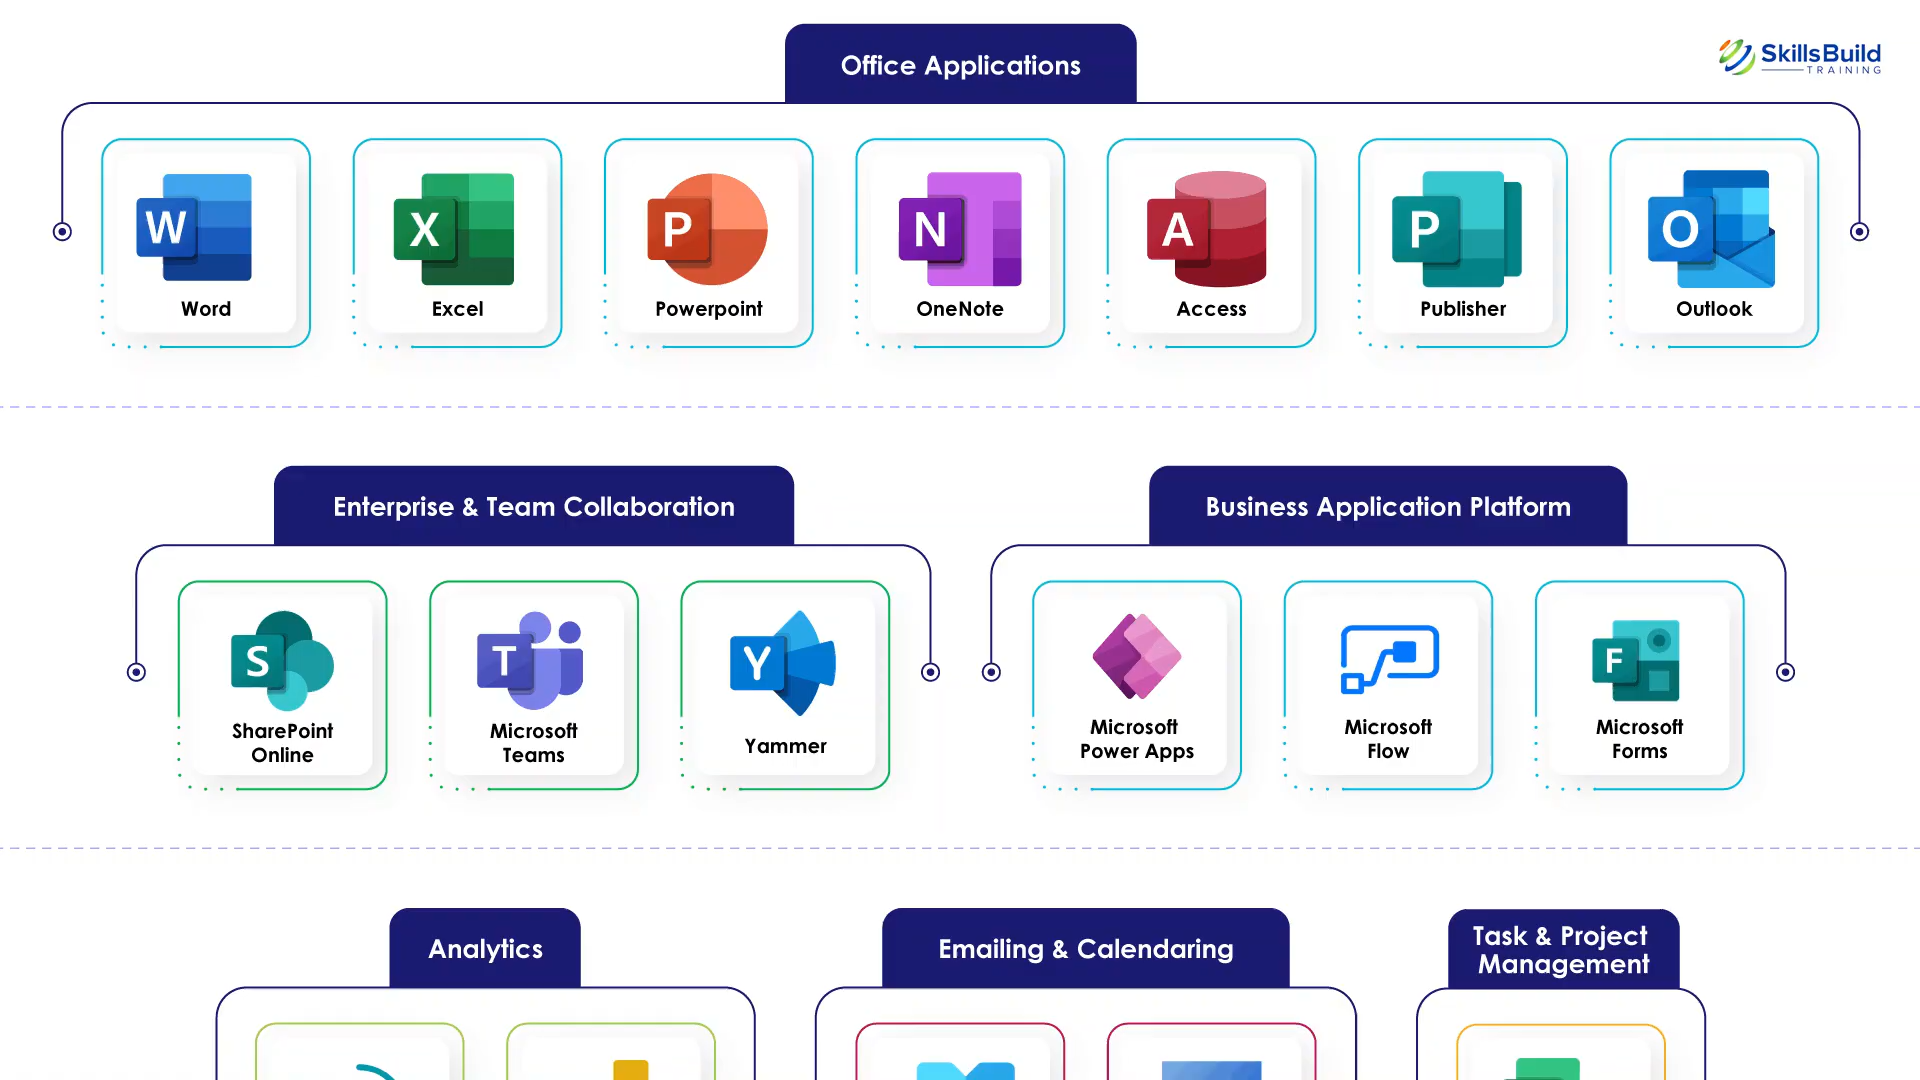 Office Applications
SkillsBuild
TRAINING
W
X
P
N
A
P
O
Word
Excel
Powerpoint
OneNote
Access
Publisher
Outlook
Enterprise & Team Collaboration
Business Application Platform
S
T
Y
F
SharePoint
Online
Microsoft
Teams
Yammer
Microsoft
Power Apps
Microsoft
Flow
Microsoft
Forms
Analytics
Emailing & Calendaring
Task & Project
Management